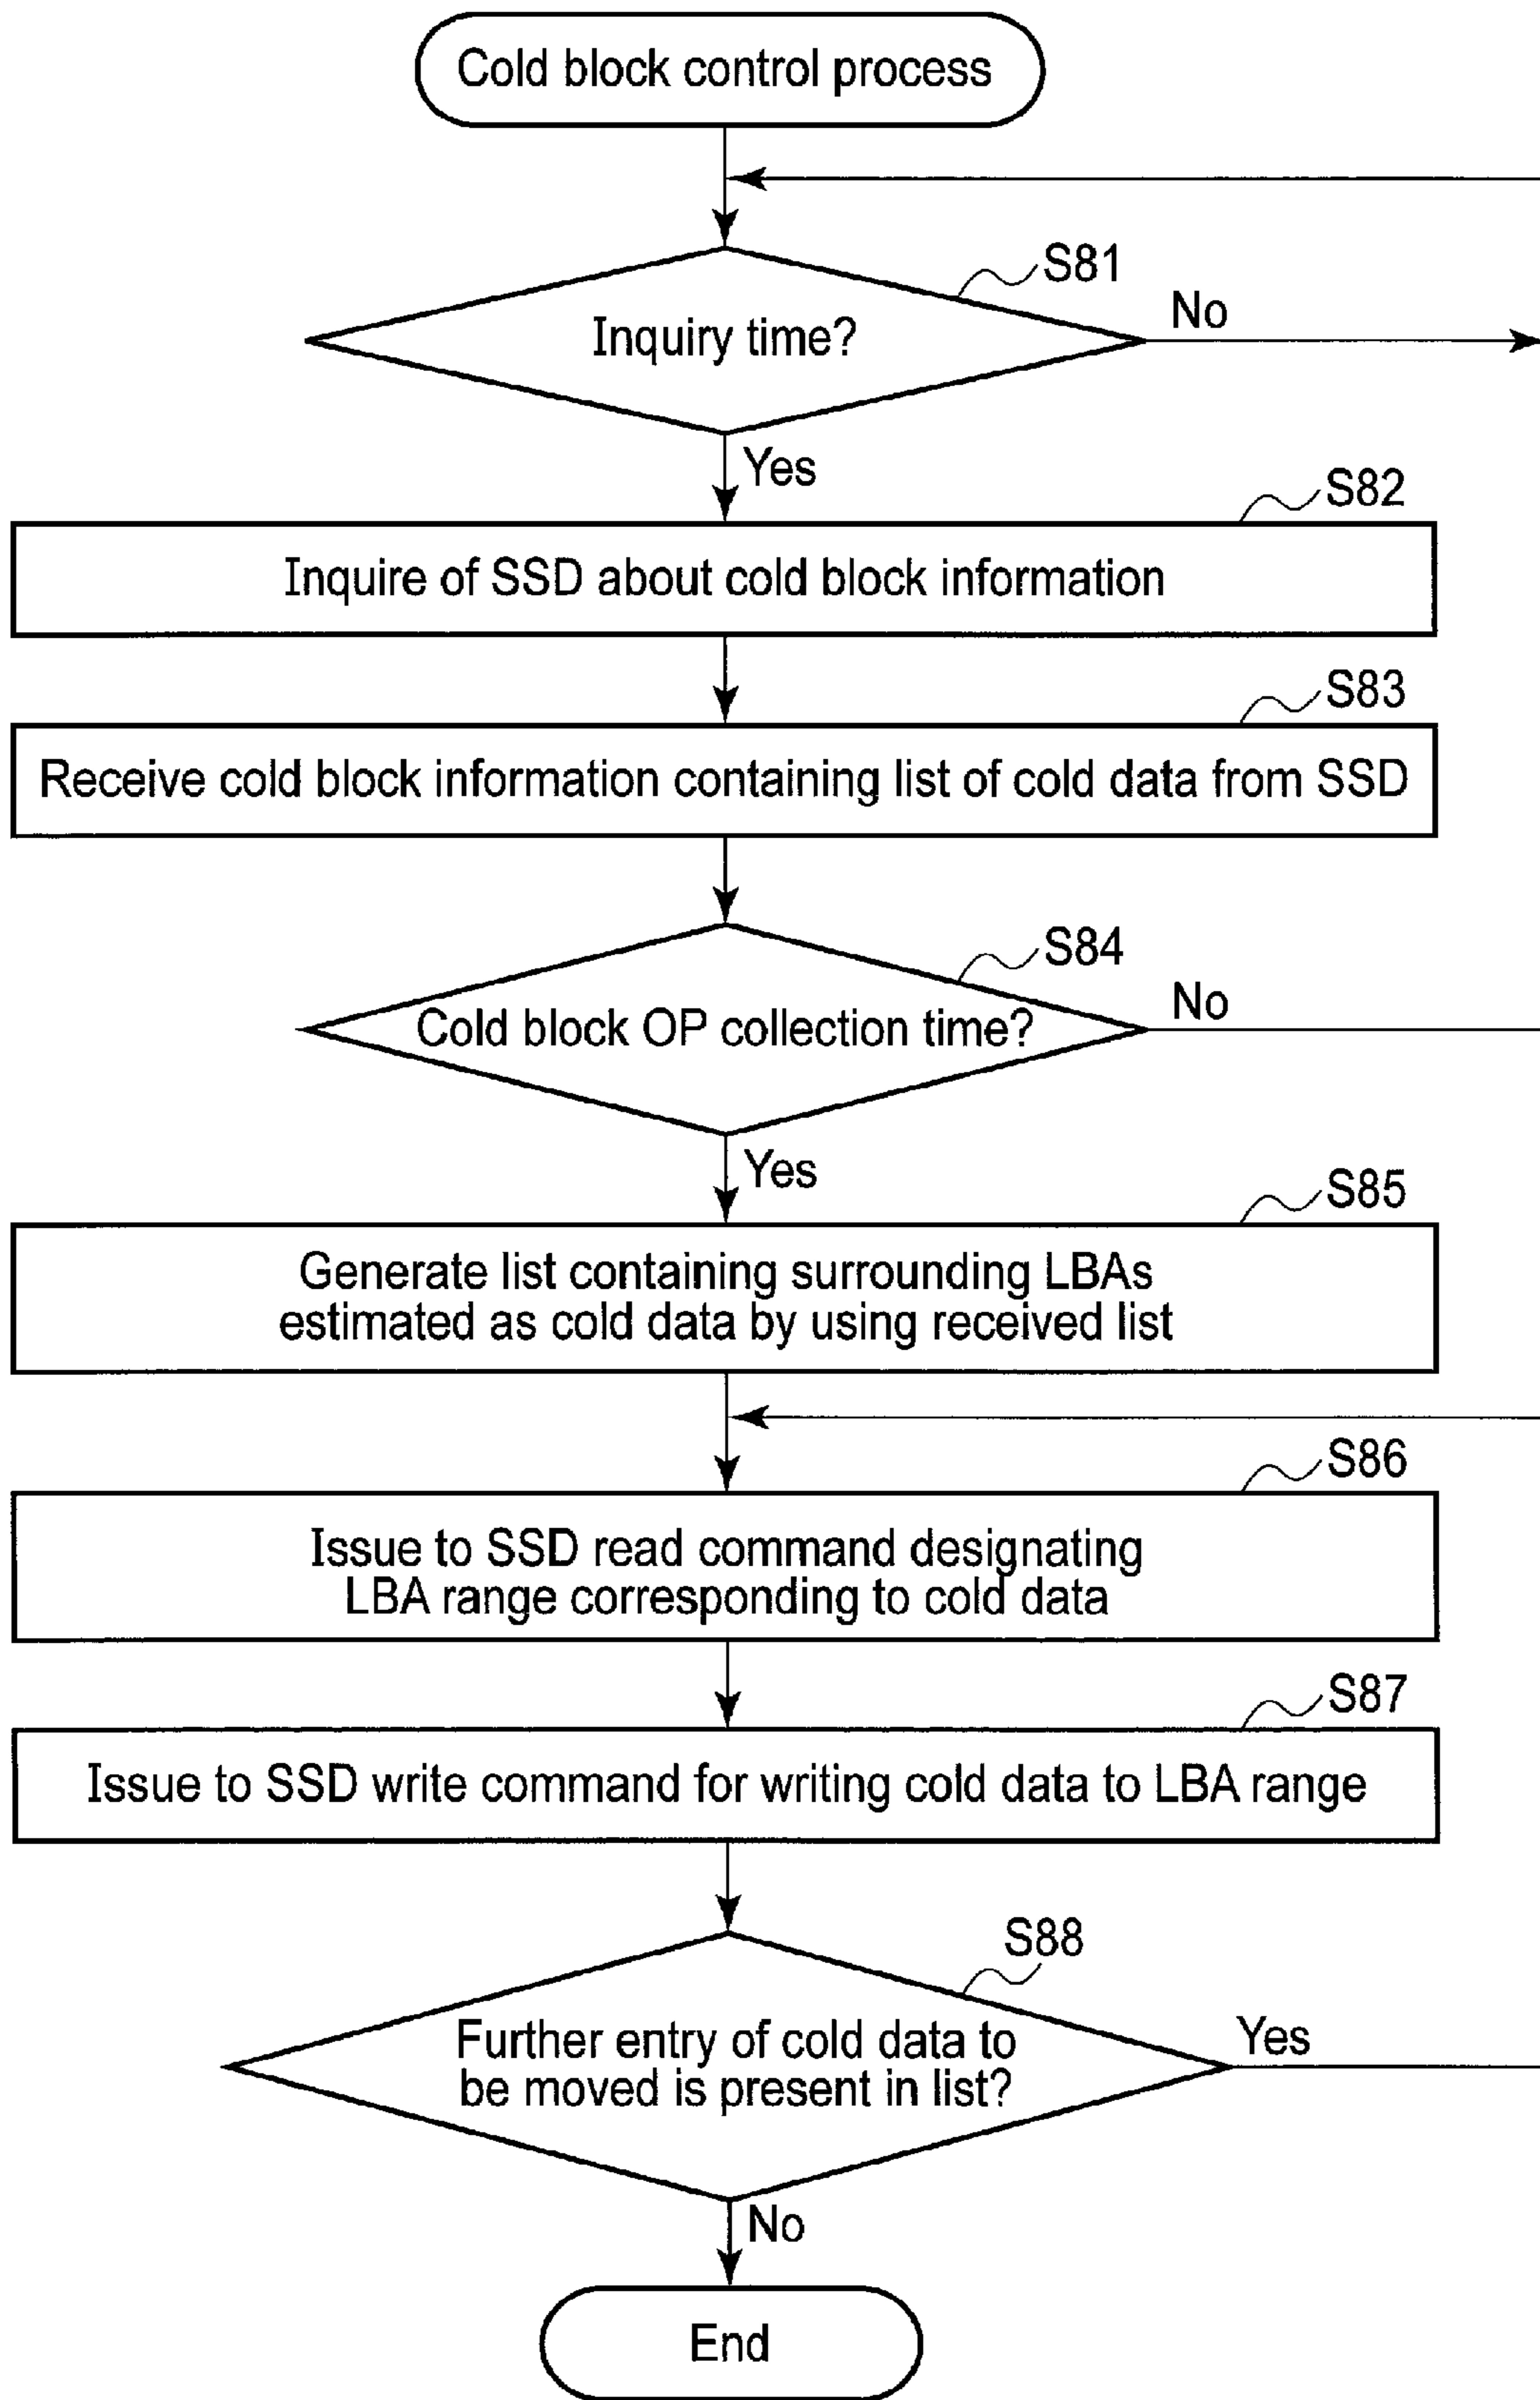 Cold block control process
S81
Inquiry time?
No
Yes
S82
Inquire of SSD about cold block information
S83
Receive cold block information containing list of cold data from SSD
S84
Cold block OP collection time?
No
Yes
S85
Generate list containing surrounding LBAs
estimated as cold data by using received list
S86
Issue to SSD read command designating
LBA range corresponding to cold data
S87
Issue to SSD write command for writing cold data to LBA range
S88
Further entry of cold data to
be moved is present in list?
Yes
No
End